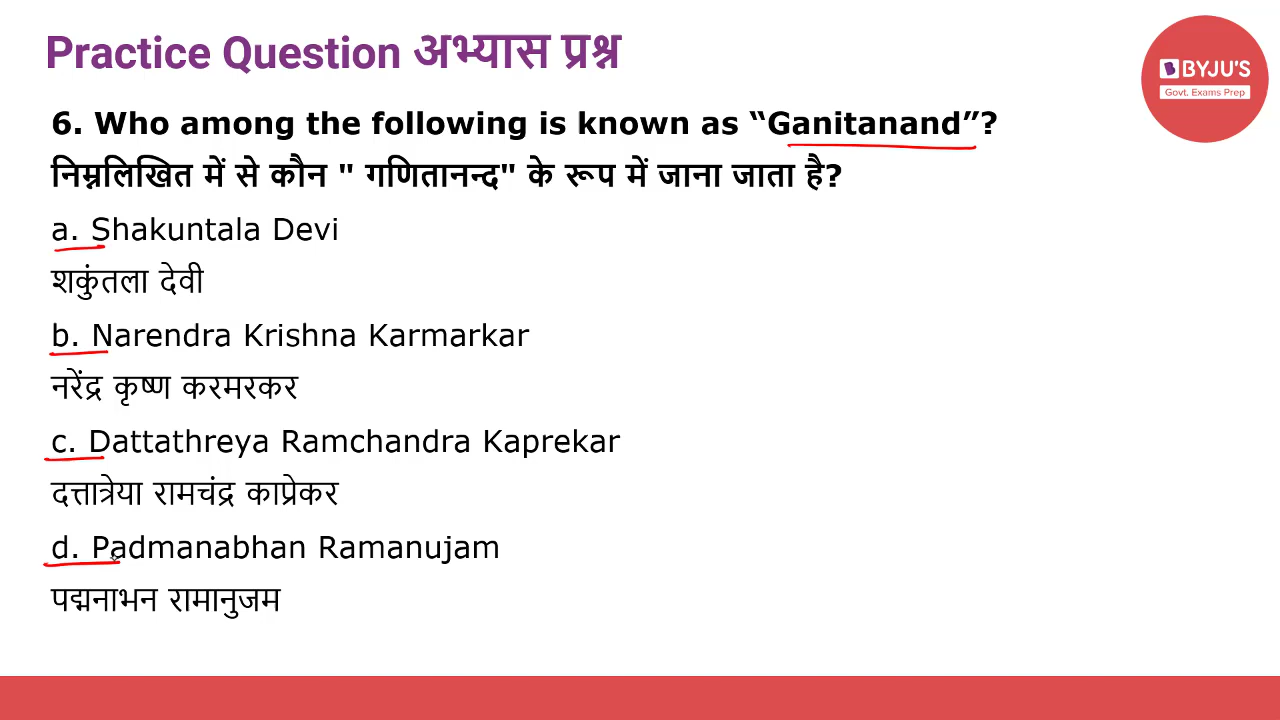 Practice Question अभ्यास प्रश्न
BYJU'S
Govt. Exams Prep
6. Who among the following is known as “Ganitanand”?
निम्नलिखित में से कौन " गणितानन्द" के रूप में जाना जाता है?
a. Shakuntala Devi
शकुंतला देवी
b. Narendra Krishna Karmarkar
नरेंद्र कृष्ण करमरकर
c. Dattathreya Ramchandra Kaprekar
दत्तात्रेया रामचंद्र काप्रेकर
d. Padmanabhan Ramanujam
पद्मनाभन रामानुजम